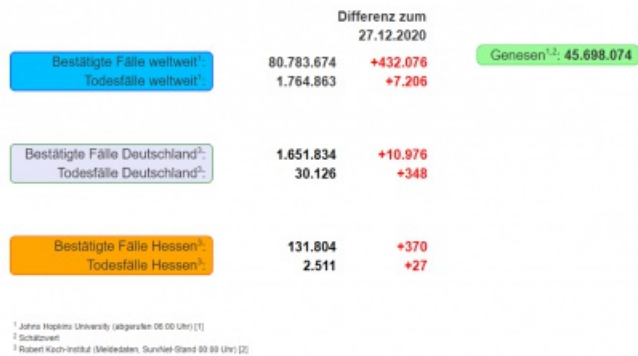 Differenz zum
27.12.2020
Bestätigte Fälle weltweit¹: 80.783.674 +432.076
Todesfälle weltweit¹: 1.764.863 +7.206
Genesen¹˒²: 45.698.074
Bestätigte Fälle Deutschland³: 1.651.834 +10.976
Todesfälle Deutschland³: 30.126 +348
Bestätigte Fälle Hessen³: 131.804 +370
Todesfälle Hessen³: 2.511 +27
¹ Johns Hopkins University (abgerufen 06:00 Uhr) [1]
² Schätzwert
³ Robert Koch-Institut (Meldedaten, SurvNet-Stand 00:00 Uhr) [2]